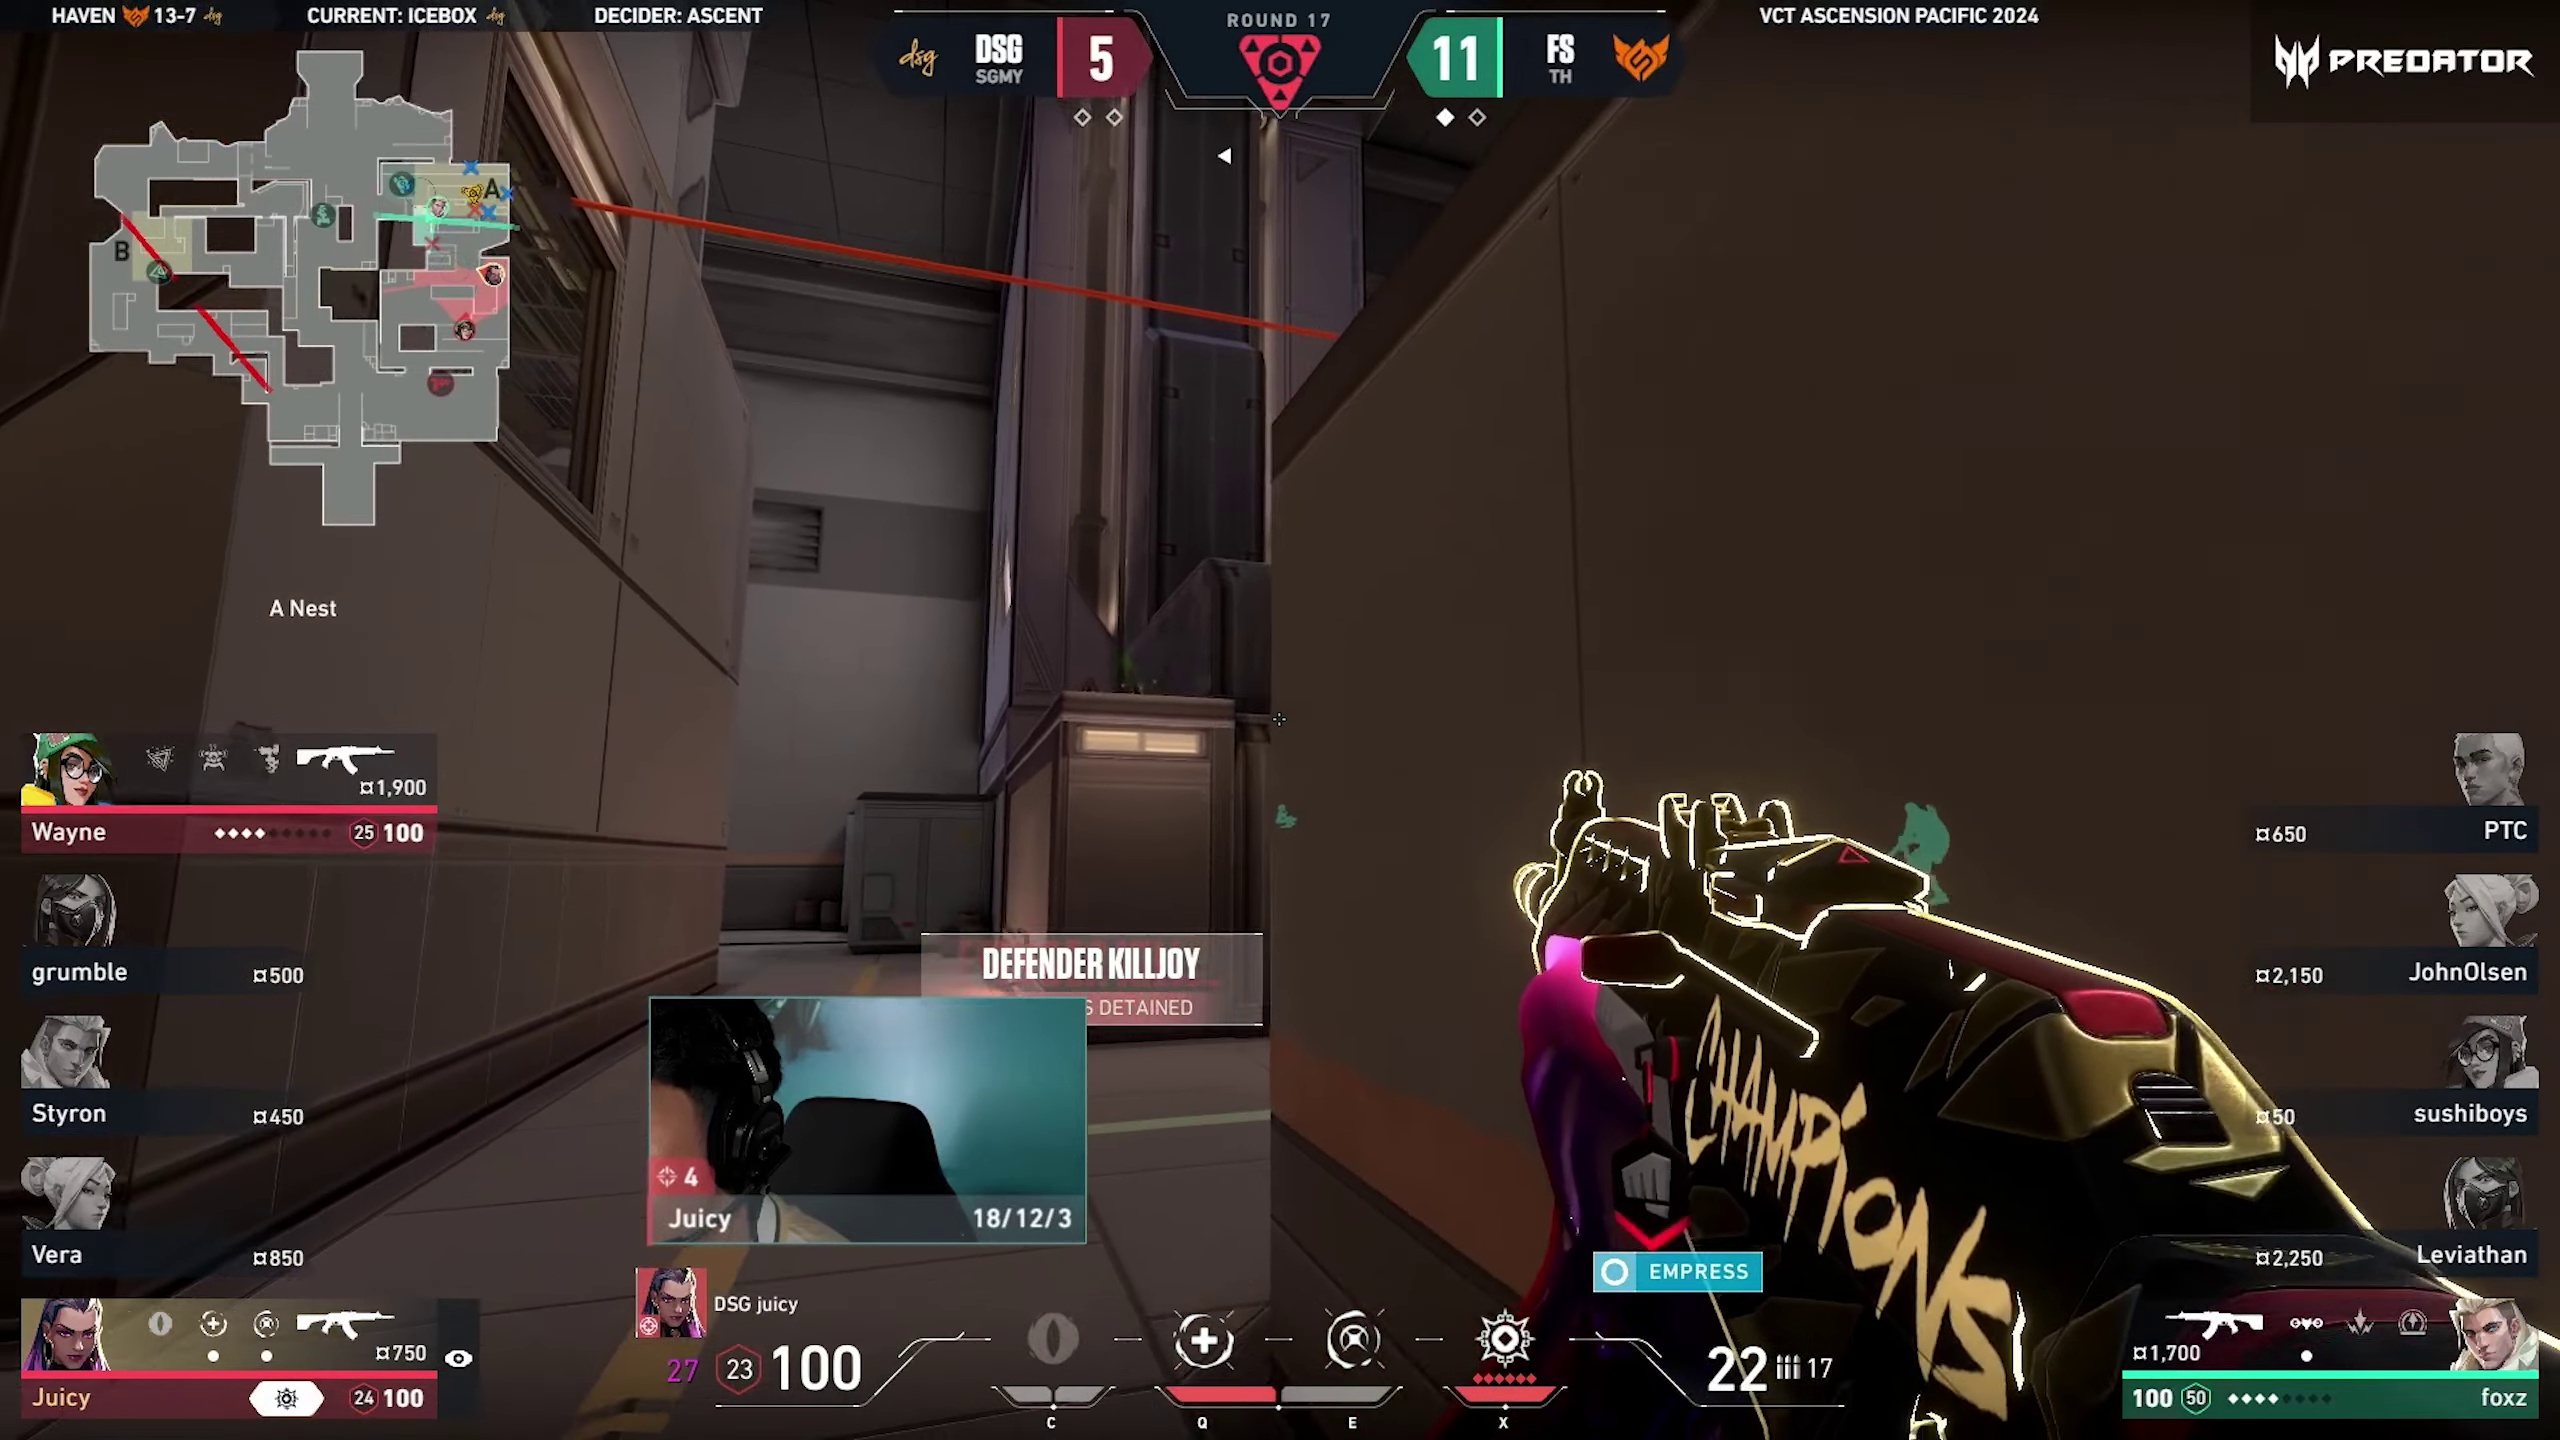 HAVEN 13-7 dsg
CURRENT: ICEBOX dsg
DECIDER: ASCENT
dsg DSG SGMY 5
ROUND 17
11 FS TH
VCT ASCENSION PACIFIC 2024
PREDATOR
A
B
A Nest
¤1,900
Wayne 25 100
grumble ¤500
Styron ¤450
Vera ¤850
¤750
Juicy 24 100
DEFENDER KILLJOY
S DETAINED
4
Juicy 18/12/3
DSG juicy
27 23 100
C Q E X
EMPRESS
22 17
CHAMPIONS
¤650 PTC
¤2,150 JohnOlsen
¤50 sushiboys
¤2,250 Leviathan
¤1,700
100 50 foxz